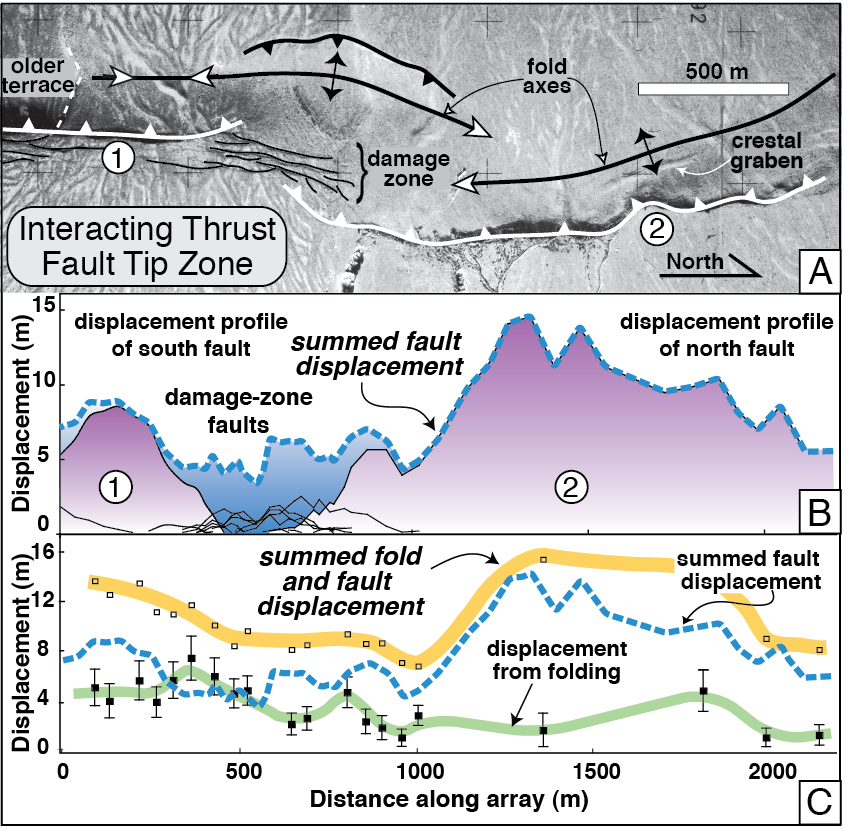 92
older
terrace
fold
axes
500 m
crestal
graben
1
damage
zone
2
Interacting Thrust
Fault Tip Zone
North
A
15
10
5
0
Displacement (m)
displacement profile
of south fault
summed fault
displacement
displacement profile
of north fault
damage-zone
faults
1
2
B
16
12
8
4
0
Displacement (m)
summed fold
and fault
displacement
summed fault
displacement
displacement
from folding
0
500
1000
1500
2000
Distance along array (m)
C